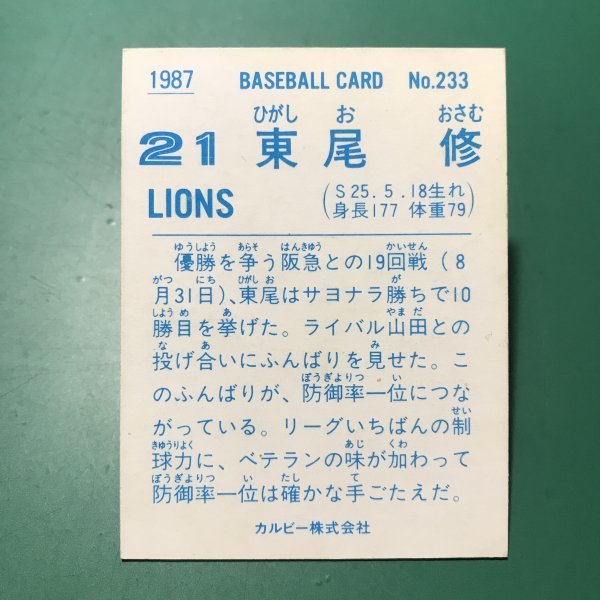 1987 BASEBALL CARD No.233
ひがし お おさむ
21 東尾 修
LIONS (S25.5.18生れ
身長177 体重79)
ゆうしよう あらそ はんきゆう かいせん
優勝を争う阪急との19回戦(8
がつ にち ひがし お が
月31日)、東尾はサヨナラ勝ちで10
しよう め あ やま だ
勝目を挙げた。ライバル山田との
な あ み
投げ合いにふんばりを見せた。こ
ぼうぎよりつ い
のふんばりが、防御率一位につな
せい
がっている。リーグいちばんの制
きゆうりよく あじ くわ
球力に、ベテランの味が加わって
ぼうぎよりつ い たし て
防御率一位は確かな手ごたえだ。
カルビー株式会社